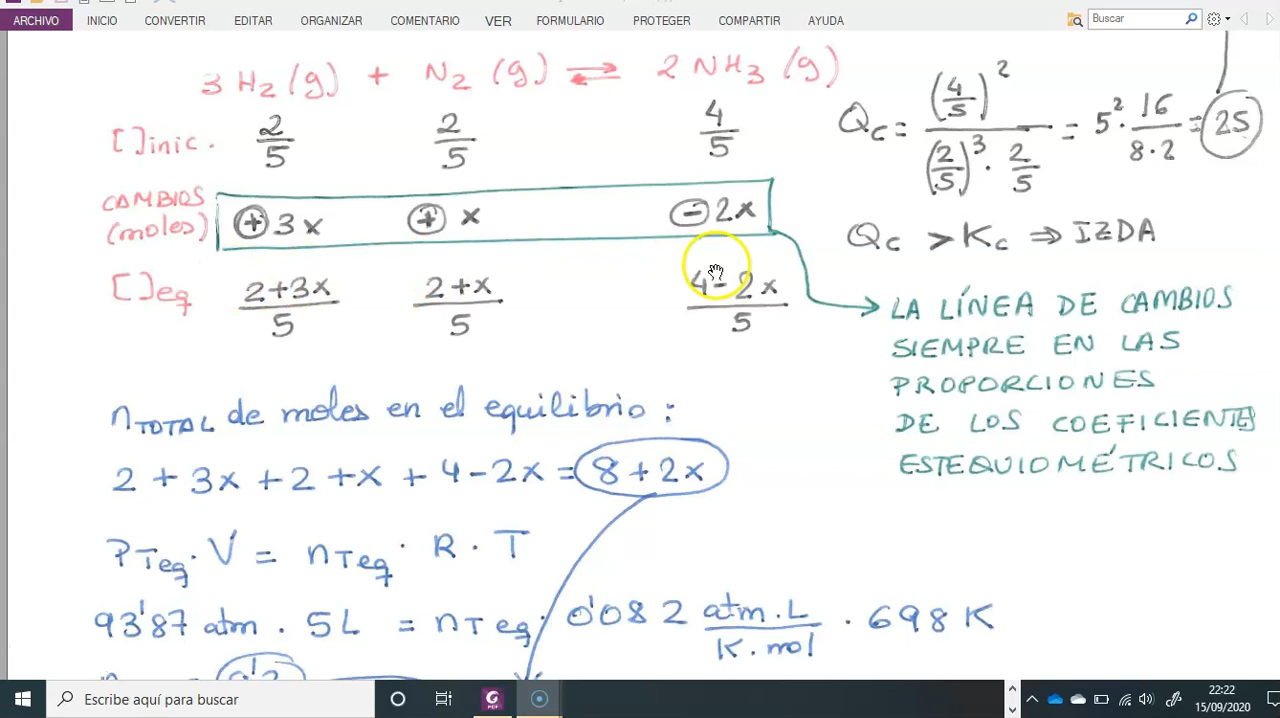 ARCHIVO INICIO CONVERTIR EDITAR ORGANIZAR COMENTARIO VER FORMULARIO PROTEGER COMPARTIR AYUDA Buscar
3 H₂ (g) + N₂ (g) ⇌ 2 NH₃ (g)
[ ]inic. 2/5 2/5 4/5
Qc = (4/5)² / (2/5)³ · 2/5 = 5² · 16 / 8·2 = 25
CAMBIOS (moles) + 3x + x - 2x
Qc > Kc ⇒ IZDA
[ ]eq 2+3x / 5 2+x / 5 4-2x / 5
LA LÍNEA DE CAMBIOS
SIEMPRE EN LAS
PROPORCIONES
DE LOS COEFICIENTES
ESTEQUIOMÉTRICOS
nTOTAL de moles en el equilibrio :
2 + 3x + 2 + x + 4 - 2x = 8 + 2x
PTeq · V = nTeq · R · T
93'87 atm . 5L = nTeq · 0'082 atm.L / K.mol · 698 K
Escribe aquí para buscar
22:22
15/09/2020